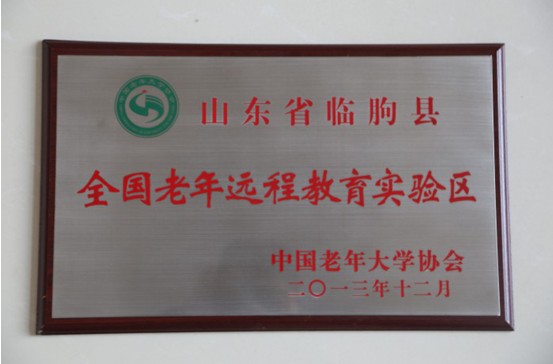 山东省临朐县
全国老年远程教育实验区
中国老年大学协会
二〇一三年十二月